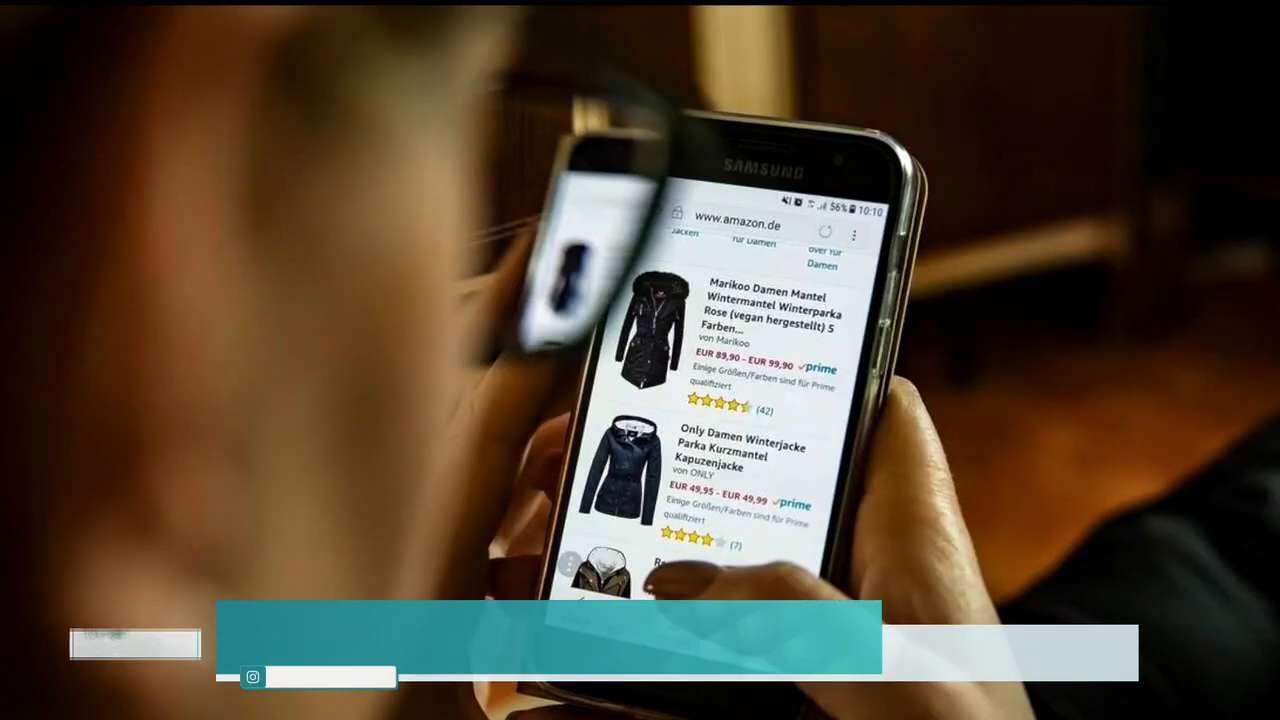 SAMSUNG
56% 10:10
www.amazon.de
Jacken für Damen over für
Damen
Marikoo Damen Mantel
Wintermantel Winterparka
Rose (vegan hergestellt) 5
Farben...
von Marikoo
EUR 89,90 - EUR 99,90 prime
Einige Größen/Farben sind für Prime
qualifiziert
(42)
Only Damen Winterjacke
Parka Kurzmantel
Kapuzenjacke
von ONLY
EUR 49,95 - EUR 49,99 prime
Einige Größen/Farben sind für Prime
qualifiziert
(7)